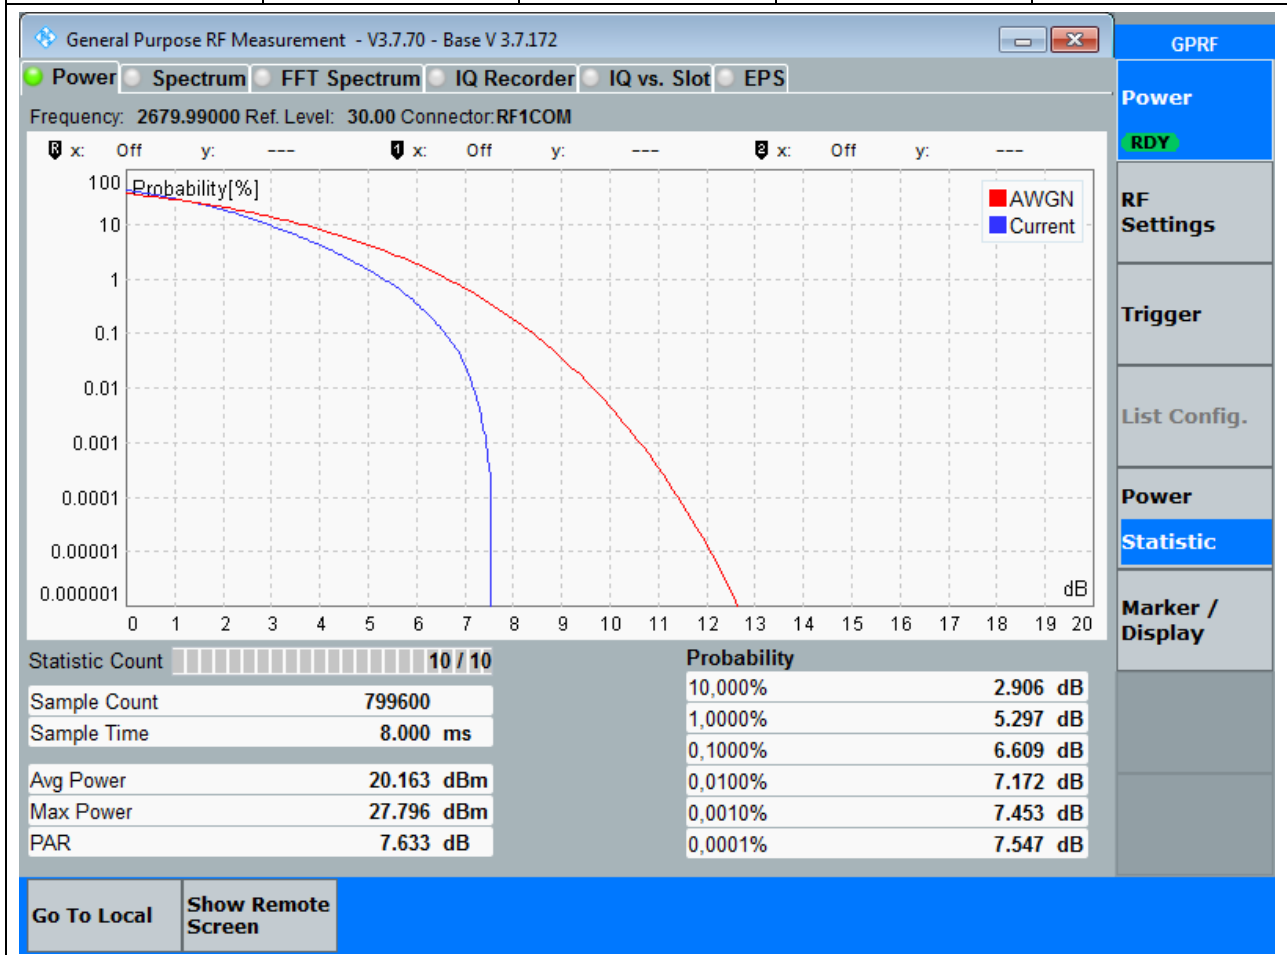 General Purpose RF Measurement - V3.7.70 - Base V 3.7.172
GPRF
Power Spectrum FFT Spectrum IQ Recorder IQ vs. Slot EPS
Frequency: 2679.99000 Ref. Level: 30.00 Connector: RF1COM
R x: Off y: --- 1 x: Off y: --- 2 x: Off y: ---
Probability[%]
AWGN
Current
100
10
1
0.1
0.01
0.001
0.0001
0.00001
0.000001
dB
0 1 2 3 4 5 6 7 8 9 10 11 12 13 14 15 16 17 18 19 20
Statistic Count 10 / 10
Sample Count 799600
Sample Time 8.000 ms
Avg Power 20.163 dBm
Max Power 27.796 dBm
PAR 7.633 dB
Probability
10,000% 2.906 dB
1,0000% 5.297 dB
0,1000% 6.609 dB
0,0100% 7.172 dB
0,0010% 7.453 dB
0,0001% 7.547 dB
Power
RDY
RF
Settings
Trigger
List Config.
Power
Statistic
Marker /
Display
Go To Local
Show Remote
Screen